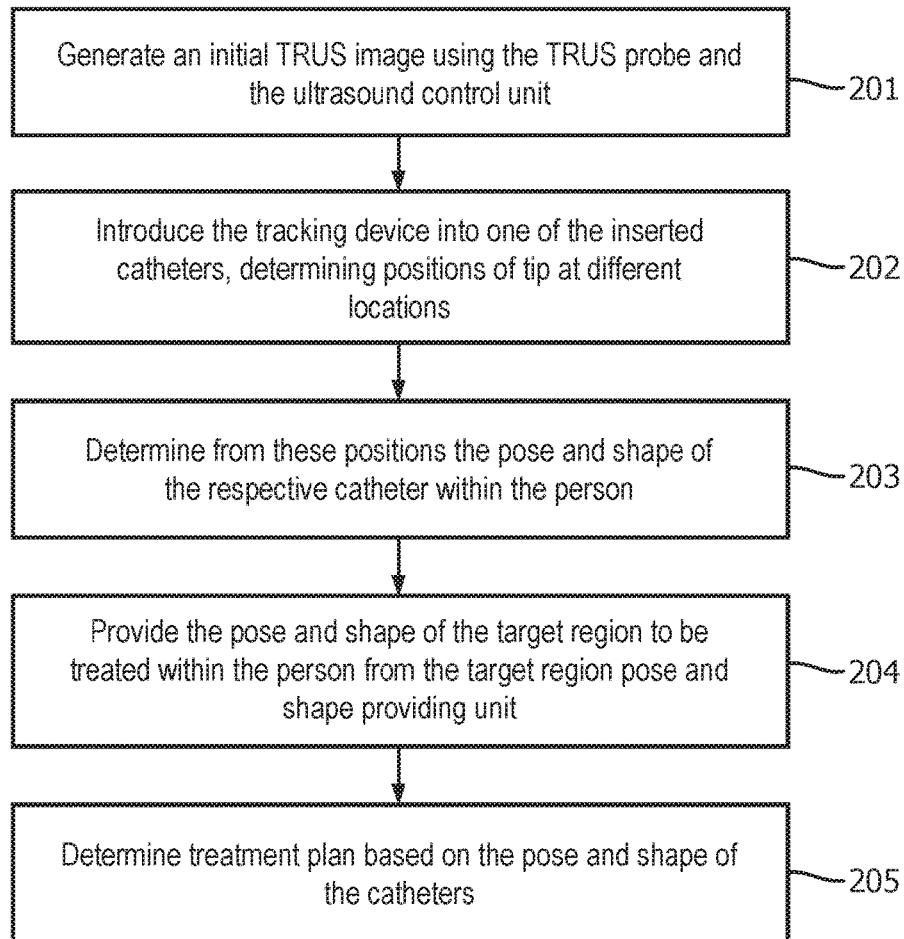 Generate an initial TRUS image using the TRUS probe and
the ultrasound control unit
201
Introduce the tracking device into one of the inserted
catheters, determining positions of tip at different
locations
202
Determine from these positions the pose and shape of
the respective catheter within the person
203
Provide the pose and shape of the target region to be
treated within the person from the target region pose and
shape providing unit
204
Determine treatment plan based on the pose and shape of
the catheters
205